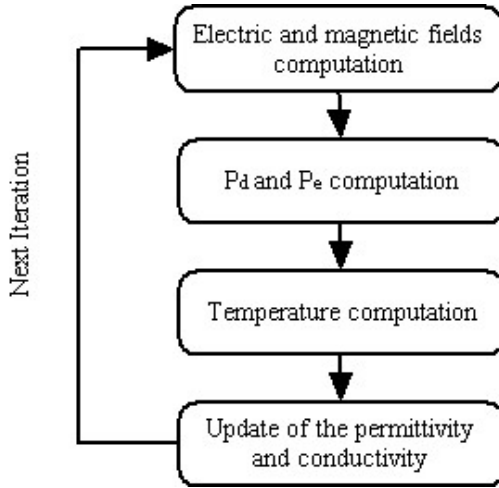 Electric and magnetic fields
computation
Pd and Pe computation
Temperature computation
Update of the permittivity
and conductivity
Next Iteration